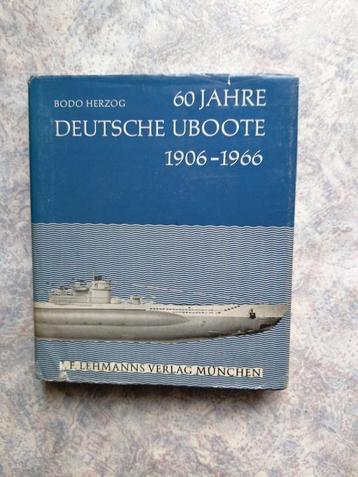 BODO HERZOG
60 JAHRE
DEUTSCHE UBOOTE
1906–1966
F. LEHMANNS VERLAG MÜNCHEN